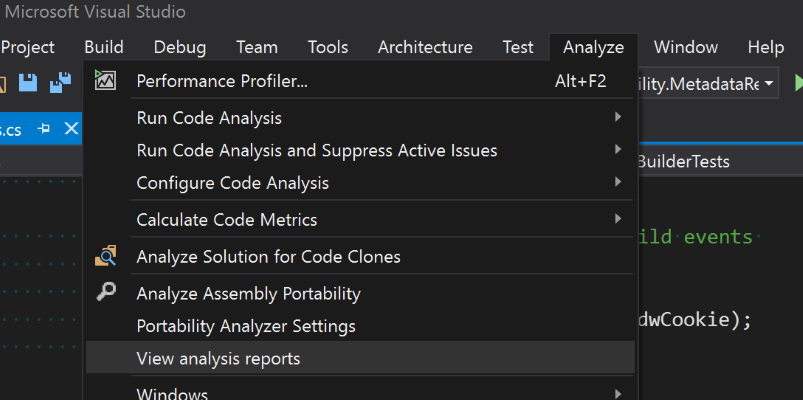 Microsoft Visual Studio
Project Build Debug Team Tools Architecture Test Analyze Window Help
Performance Profiler... Alt+F2
ility.MetadataRe
Run Code Analysis
s.cs
Run Code Analysis and Suppress Active Issues
BuilderTests
Configure Code Analysis
Calculate Code Metrics
ild events
Analyze Solution for Code Clones
Analyze Assembly Portability
dwCookie);
Portability Analyzer Settings
View analysis reports
Windows